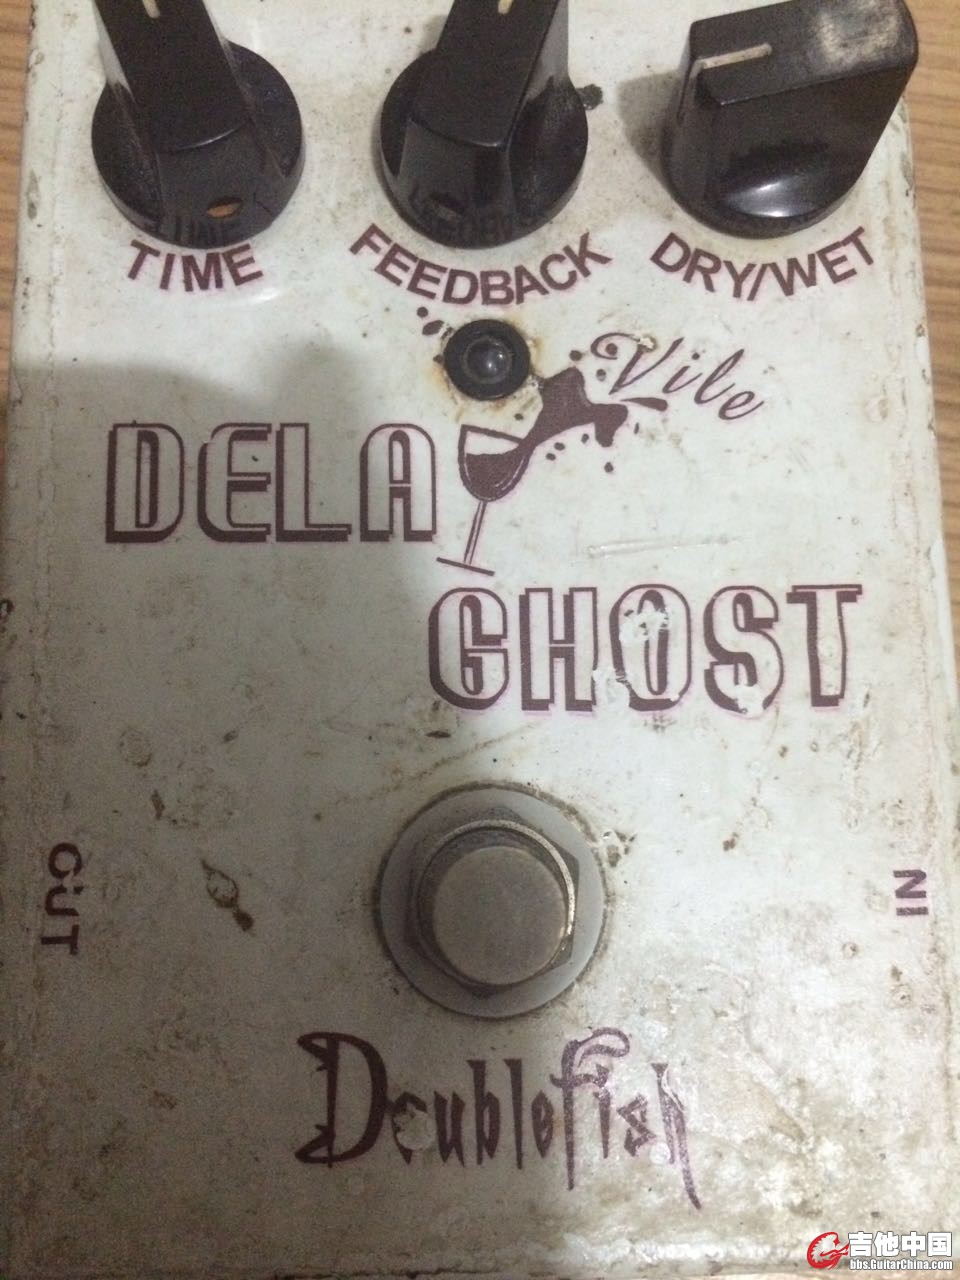 TIME FEEDBACK DRY/WET
Vile
DELA
GHOST
OUT
IN
Doublefish
吉他中国
bbs.GuitarChina.com